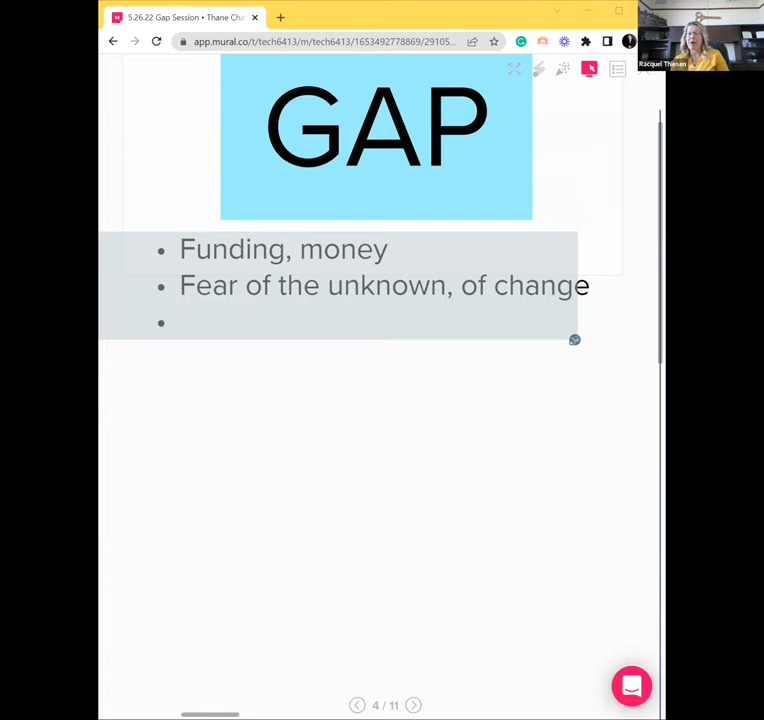 5.26.22 Gap Session • Thane Cha
app.mural.co/t/tech6413/m/tech6413/1653492778869/29105...
Racquel Thiesen
GAP
• Funding, money
• Fear of the unknown, of change
•
4 / 11